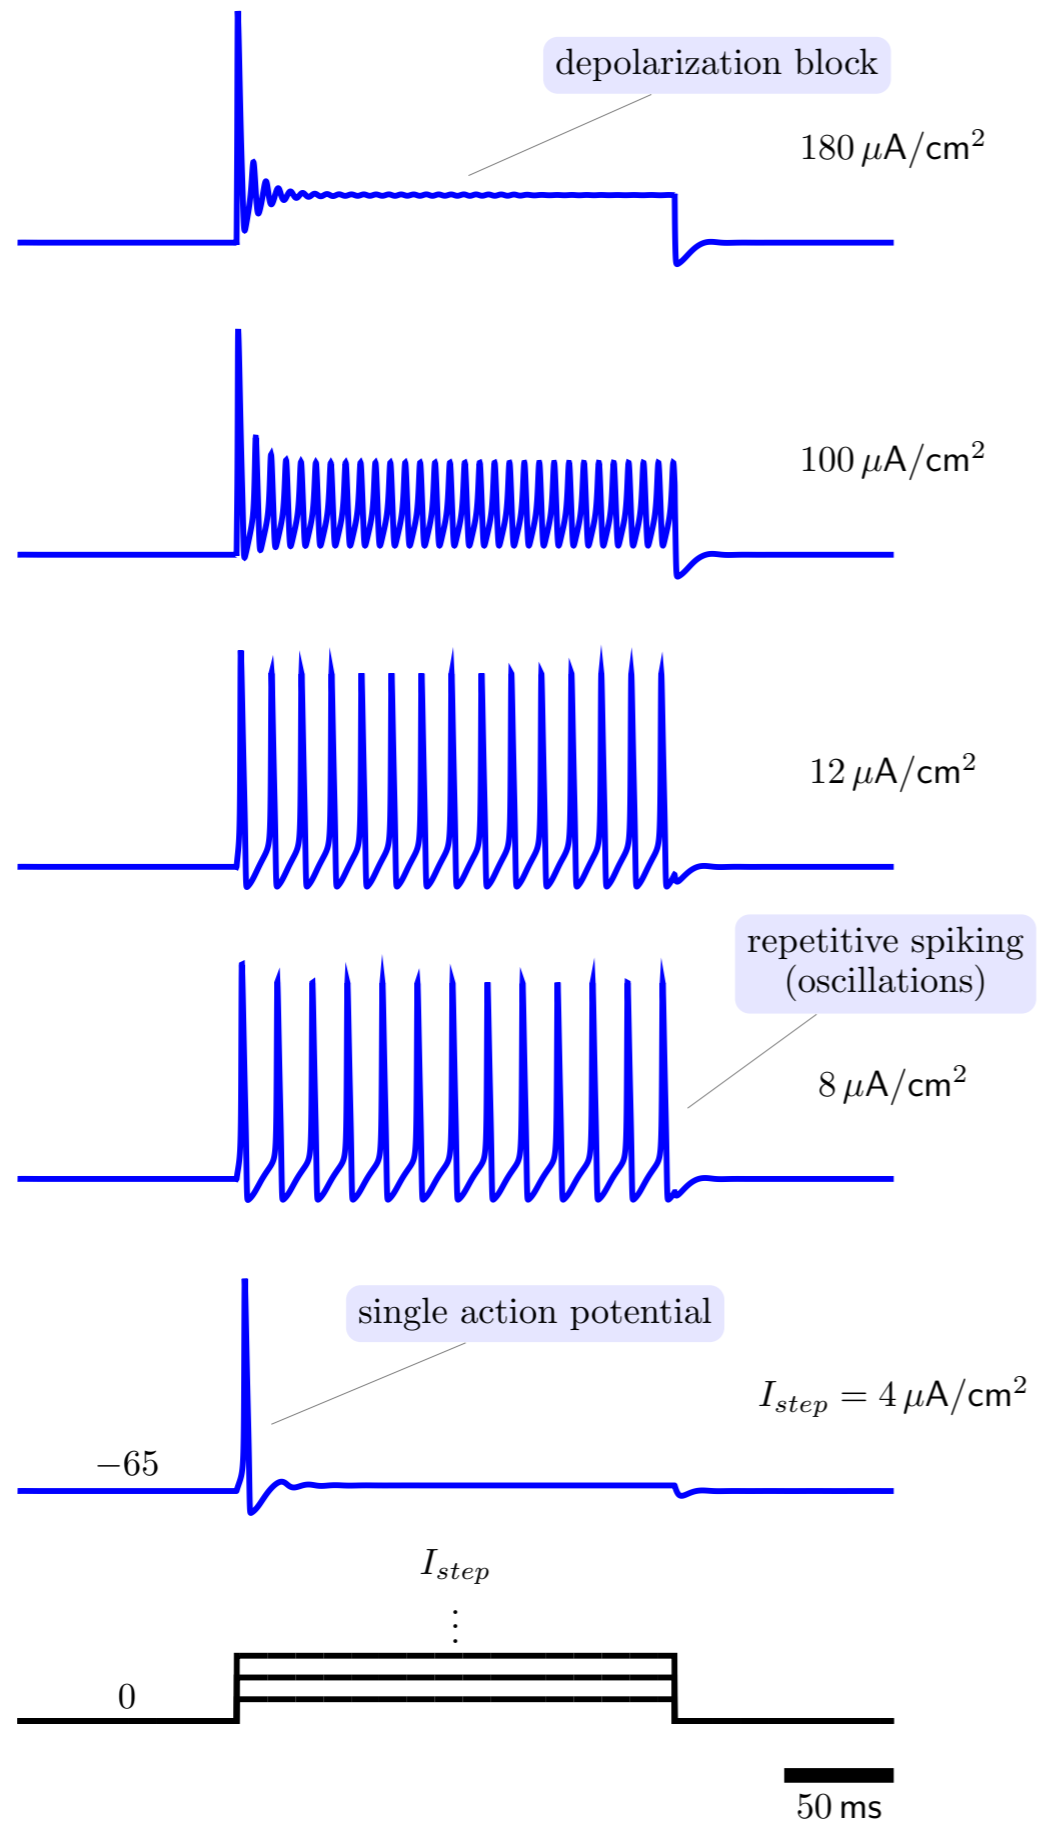 depolarization block
180 μA/cm²
100 μA/cm²
12 μA/cm²
repetitive spiking
(oscillations)
8 μA/cm²
single action potential
I_step = 4 μA/cm²
−65
I_step
⋮
0
50 ms